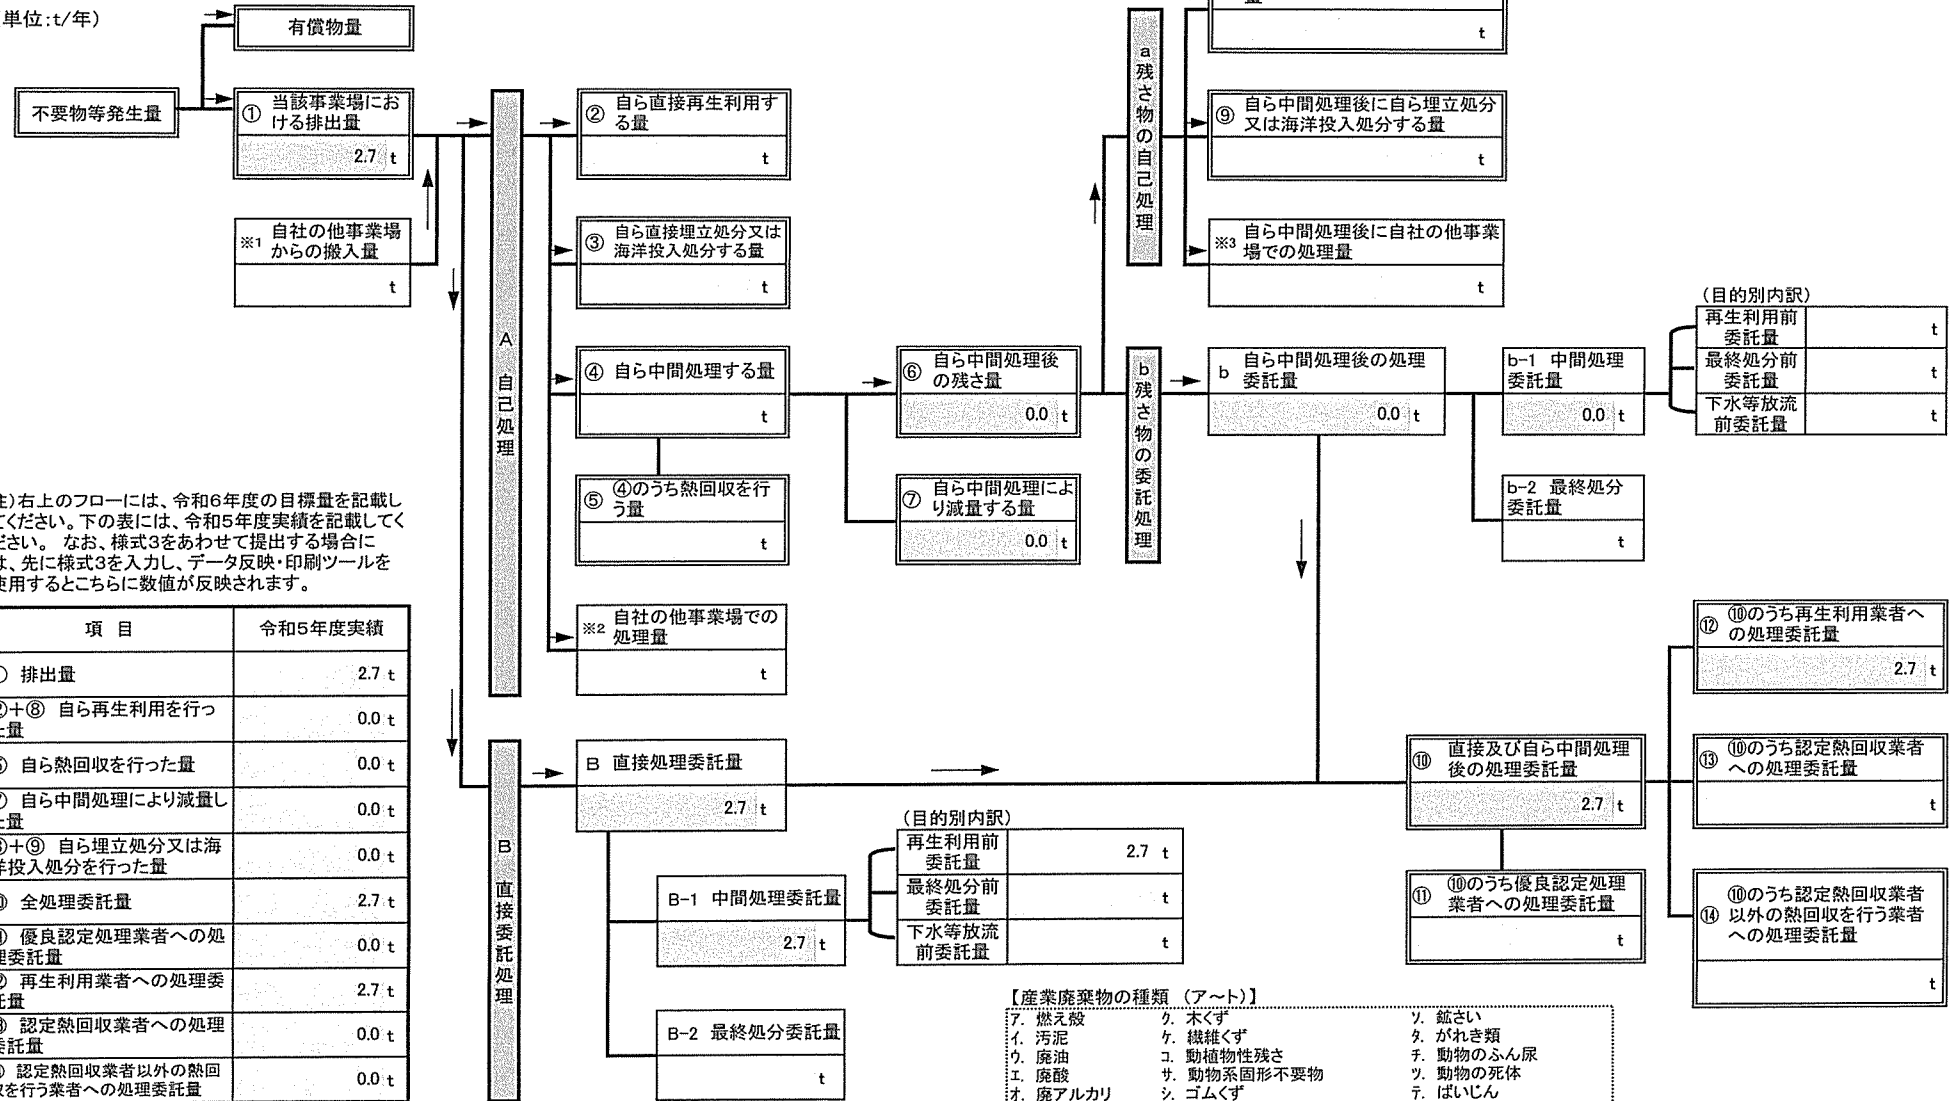 単位:t/年)
有償物量
不要物等発生量
① 当該事業場にお
ける排出量
2.7 t
※1 自社の他事業場
からの搬入量
t
A 自己処理
② 自ら直接再生利用す
る量
t
③ 自ら直接埋立処分又は
海洋投入処分する量
t
④ 自ら中間処理する量
t
⑤ ④のうち熱回収を行
う量
t
※2 自社の他事業場での
処理量
t
⑥ 自ら中間処理後
の残さ量
0.0 t
⑦ 自ら中間処理によ
り減量する量
0.0 t
a 残さ物の自己処理
t
⑨ 自ら中間処理後に自ら埋立処分
又は海洋投入処分する量
t
※3 自ら中間処理後に自社の他事業
場での処理量
t
b 残さ物の委託処理
b 自ら中間処理後の処理
委託量
0.0 t
b-1 中間処理
委託量
0.0 t
(目的別内訳)
再生利用前
委託量
t
最終処分前
委託量
t
下水等放流
前委託量
t
b-2 最終処分
委託量
t
注)右上のフローには、令和6年度の目標量を記載し
てください。下の表には、令和5年度実績を記載してく
ださい。 なお、様式3をあわせて提出する場合に
は、先に様式3を入力し、データ反映・印刷ツールを
使用するとこちらに数値が反映されます。
項 目 令和5年度実績
排出量 2.7 t
+⑧ 自ら再生利用を行っ
た量 0.0 t
自ら熱回収を行った量 0.0 t
自ら中間処理により減量し
た量 0.0 t
+⑨ 自ら埋立処分又は海
洋投入処分を行った量 0.0 t
全処理委託量 2.7 t
優良認定処理業者への処
理委託量 0.0 t
再生利用業者への処理委
託量 2.7 t
認定熱回収業者への処理
委託量 0.0 t
認定熱回収業者以外の熱回
収を行う業者への処理委託量 0.0 t
B 直接委託処理
B 直接処理委託量
2.7 t
B-1 中間処理委託量
2.7 t
(目的別内訳)
再生利用前
委託量
2.7 t
最終処分前
委託量
t
下水等放流
前委託量
t
B-2 最終処分委託量
t
⑩ 直接及び自ら中間処理
後の処理委託量
2.7 t
⑪ ⑩のうち優良認定処理
業者への処理委託量
t
⑫ ⑩のうち再生利用業者へ
の処理委託量
2.7 t
⑬ ⑩のうち認定熱回収業者
への処理委託量
t
⑭ ⑩のうち認定熱回収業者
以外の熱回収を行う業者
への処理委託量
t
【産業廃棄物の種類 (ア～ト)】
ア. 燃え殻 ク. 木くず ソ. 鉱さい
イ. 汚泥 ケ. 繊維くず タ. がれき類
ウ. 廃油 コ. 動植物性残さ チ. 動物のふん尿
エ. 廃酸 サ. 動物系固形不要物 ツ. 動物の死体
オ. 廃アルカリ シ. ゴムくず テ. ばいじん